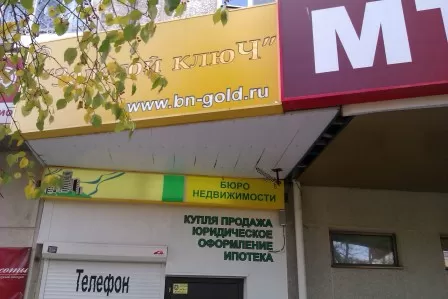 ой ключ"
www.bn-gold.ru
МТ
БЮРО
НЕДВИЖИМОСТИ
КУПЛЯ ПРОДАЖА
ЮРИДИЧЕСКОЕ
ОФОРМЛЕНИЕ
ИПОТЕКА
Телефон